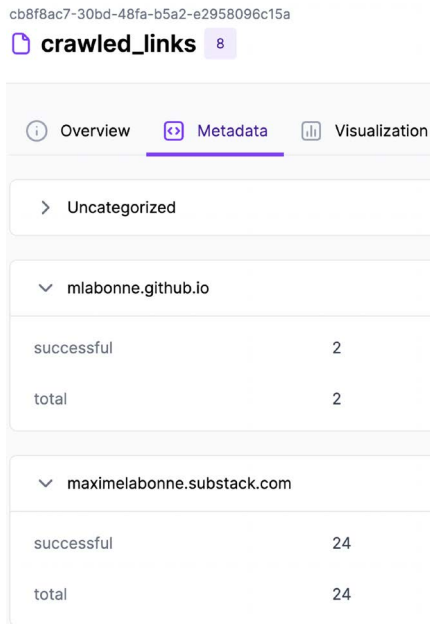 cb8f8ac7-30bd-48fa-b5a2-e2958096c15a
crawled_links 8
Overview Metadata Visualization
Uncategorized
mlabonne.github.io
successful 2
total 2
maximelabonne.substack.com
successful 24
total 24